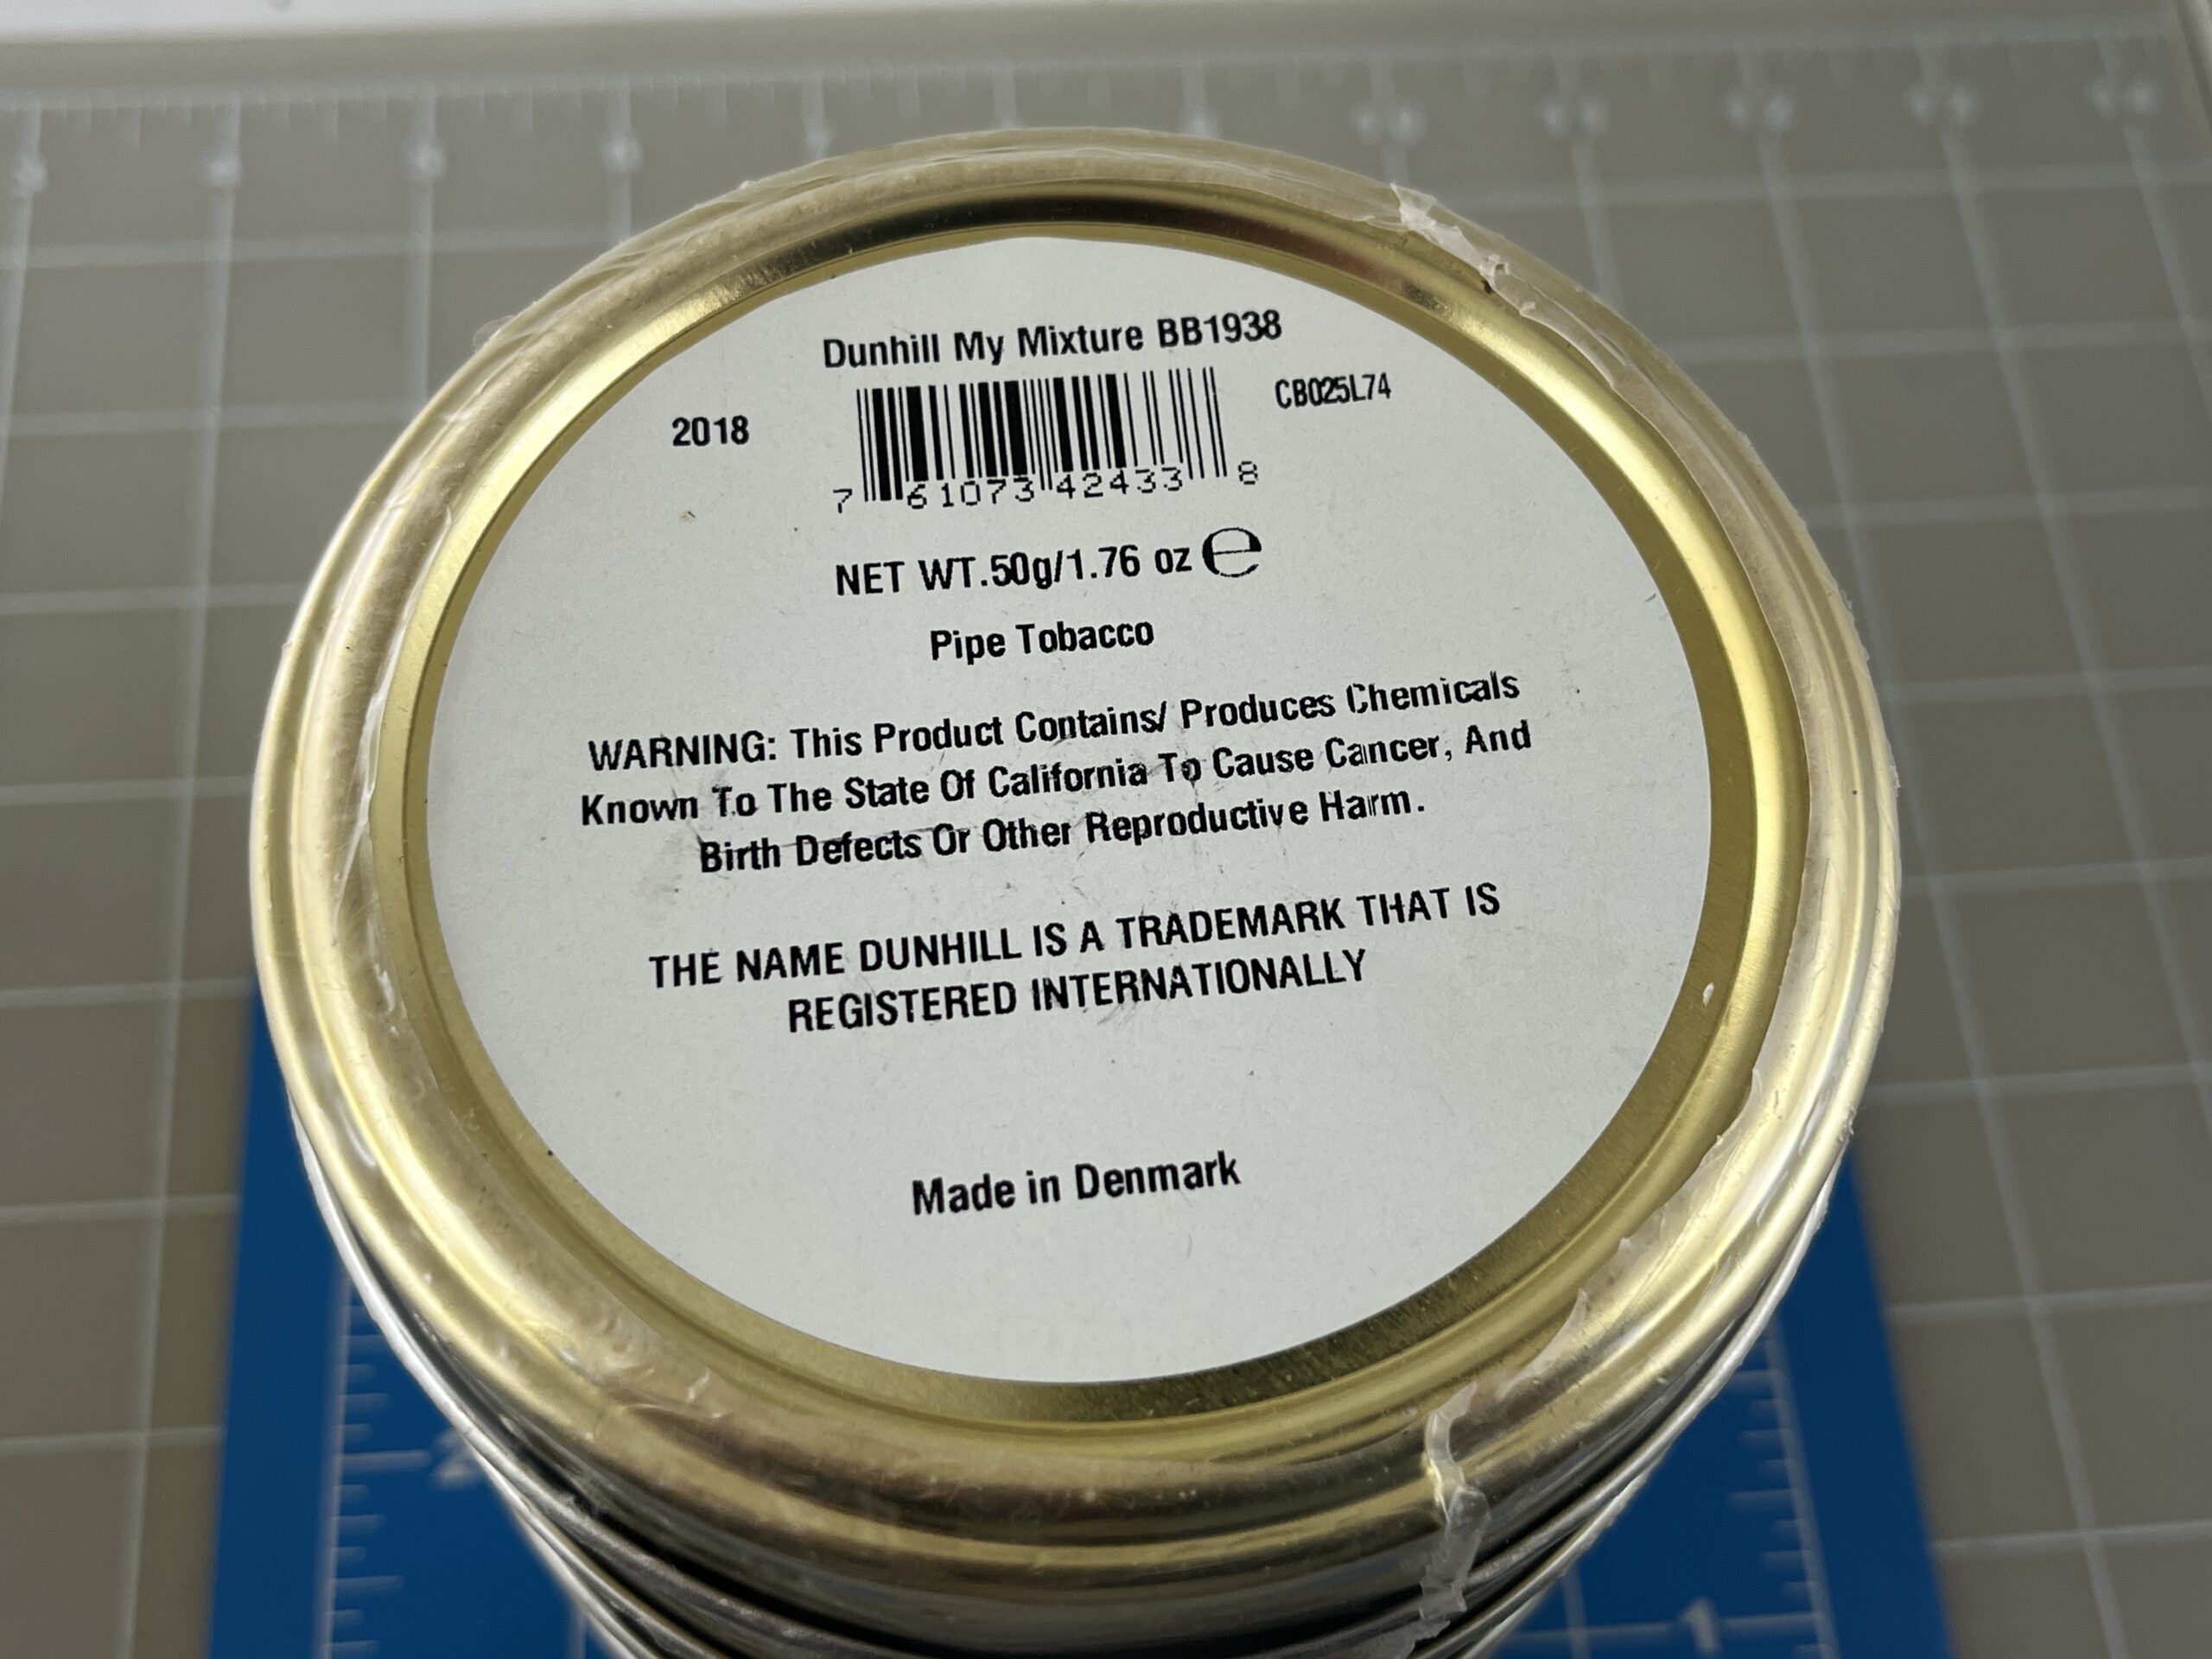 Dunhill My Mixture BB1938
2018
CB025L74
7 61073 42433 8
NET WT.50g/1.76 oz ℮
Pipe Tobacco
WARNING: This Product Contains/ Produces Chemicals
Known To The State Of California To Cause Cancer, And
Birth Defects Or Other Reproductive Harm.
THE NAME DUNHILL IS A TRADEMARK THAT IS
REGISTERED INTERNATIONALLY
Made in Denmark
2
1